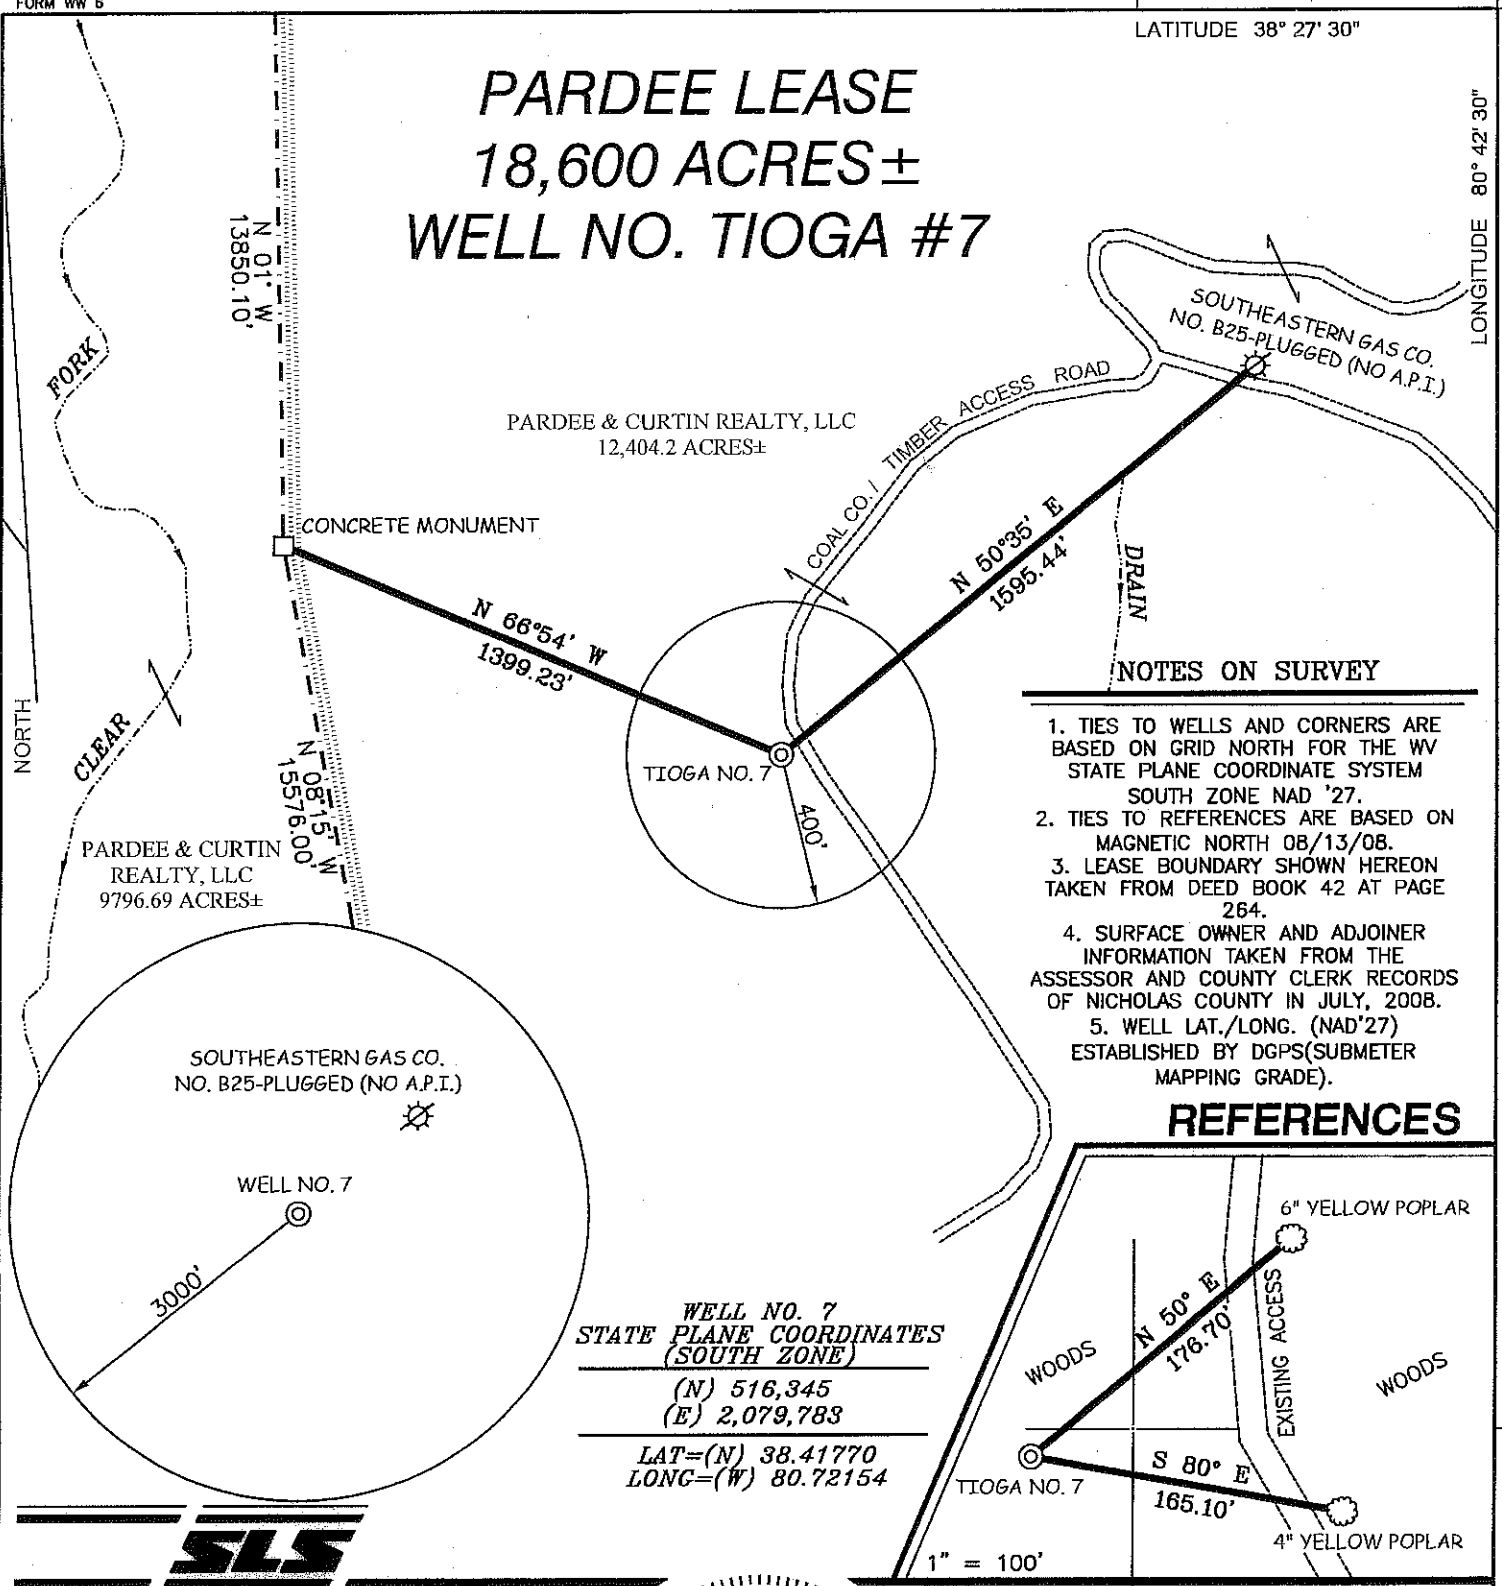 FORM WW 6
LATITUDE 38° 27' 30"
LONGITUDE 80° 42' 30"
PARDEE LEASE
18,600 ACRES±
WELL NO. TIOGA #7
N 01° W
13850.10'
FORK
SOUTHEASTERN GAS CO.
NO. B25-PLUGGED (NO A.P.I.)
COAL CO. / TIMBER ACCESS ROAD
PARDEE & CURTIN REALTY, LLC
12,404.2 ACRES±
CONCRETE MONUMENT
N 50°35' E
1595.44'
DRAIN
N 66°54' W
1399.23'
NORTH
CLEAR
N 08°15' W
15576.00'
TIOGA NO. 7
400'
PARDEE & CURTIN
REALTY, LLC
9796.69 ACRES±
NOTES ON SURVEY
1. TIES TO WELLS AND CORNERS ARE
BASED ON GRID NORTH FOR THE WV
STATE PLANE COORDINATE SYSTEM
SOUTH ZONE NAD '27.
2. TIES TO REFERENCES ARE BASED ON
MAGNETIC NORTH 08/13/08.
3. LEASE BOUNDARY SHOWN HEREON
TAKEN FROM DEED BOOK 42 AT PAGE
264.
4. SURFACE OWNER AND ADJOINER
INFORMATION TAKEN FROM THE
ASSESSOR AND COUNTY CLERK RECORDS
OF NICHOLAS COUNTY IN JULY, 2008.
5. WELL LAT./LONG. (NAD'27)
ESTABLISHED BY DGPS(SUBMETER
MAPPING GRADE).
SOUTHEASTERN GAS CO.
NO. B25-PLUGGED (NO A.P.I.)
WELL NO. 7
3000'
WELL NO. 7
STATE PLANE COORDINATES
(SOUTH ZONE)
(N) 516,345
(E) 2,079,783
LAT=(N) 38.41770
LONG=(W) 80.72154
REFERENCES
6" YELLOW POPLAR
N 50° E
176.70'
WOODS
EXISTING ACCESS
WOODS
S 80° E
165.10'
TIOGA NO. 7
4" YELLOW POPLAR
1" = 100'
SLS